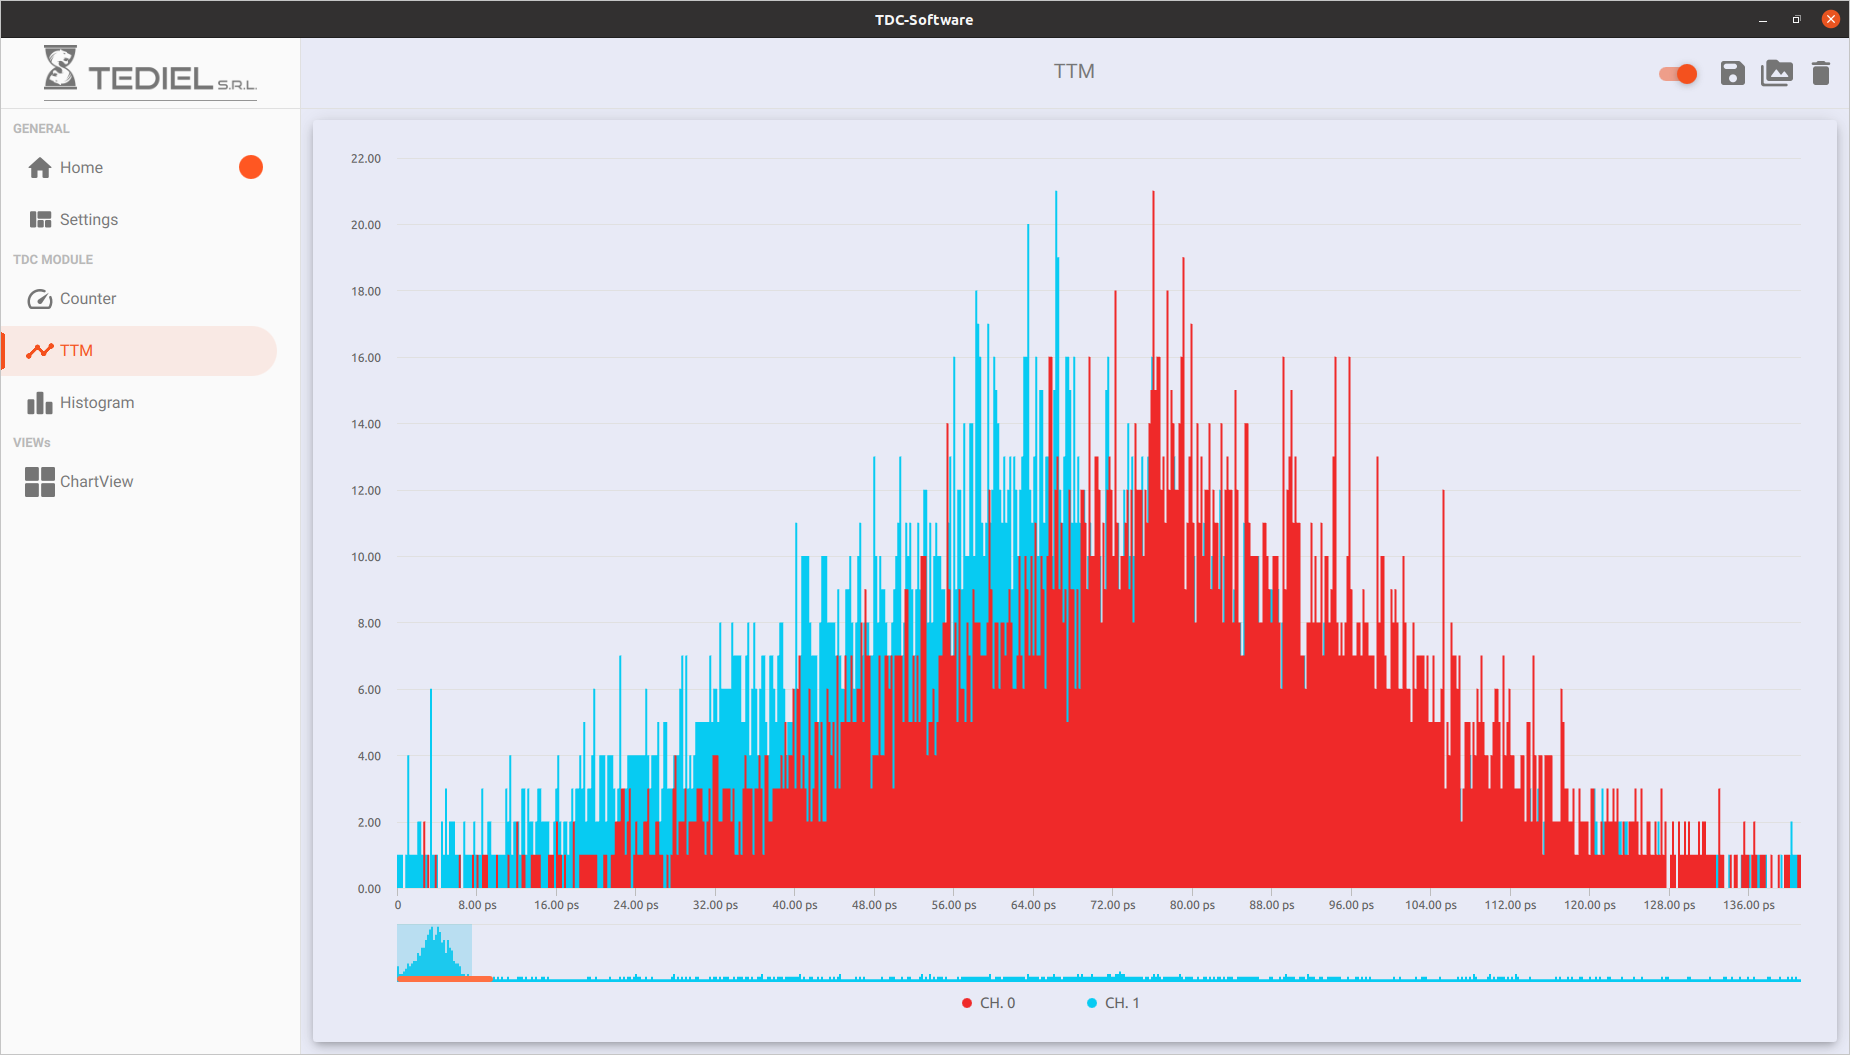 TDC-Software
TEDIEL S.R.L.
GENERAL
Home
Settings
TDC MODULE
Counter
TTM
Histogram
VIEWs
ChartView
TTM
22.00
20.00
18.00
16.00
14.00
12.00
10.00
8.00
6.00
4.00
2.00
0.00
0 8.00 ps 16.00 ps 24.00 ps 32.00 ps 40.00 ps 48.00 ps 56.00 ps 64.00 ps 72.00 ps 80.00 ps 88.00 ps 96.00 ps 104.00 ps 112.00 ps 120.00 ps 128.00 ps 136.00 ps
CH. 0 CH. 1